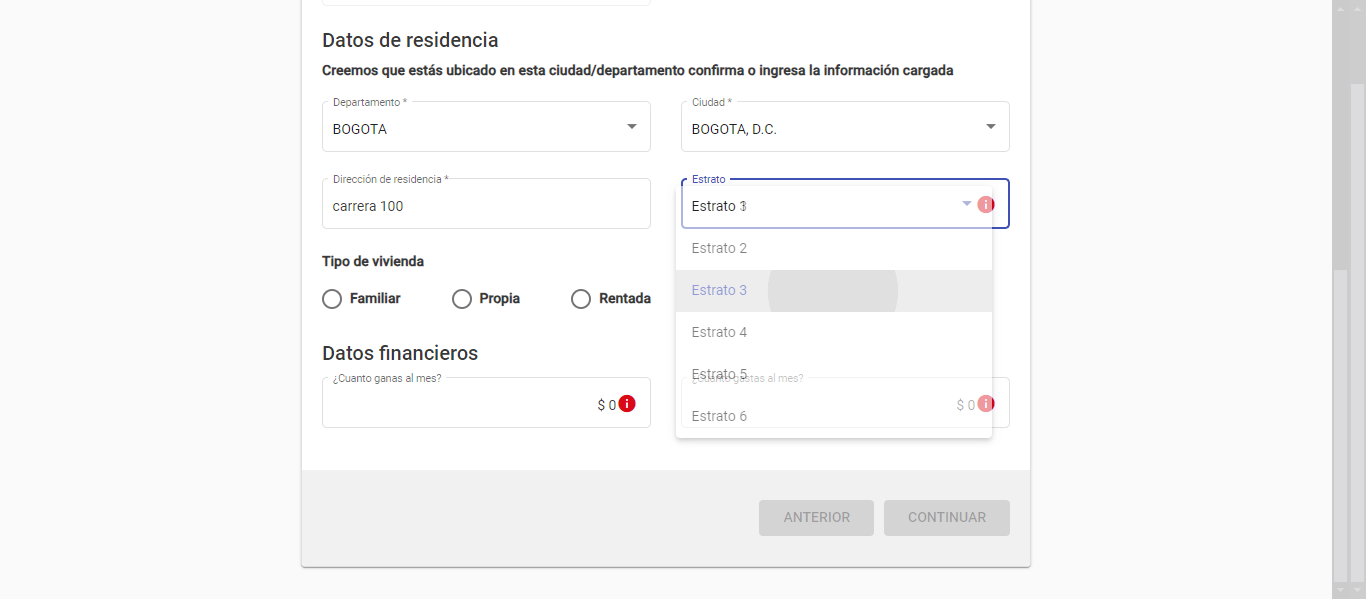 Datos de residencia
Creemos que estás ubicado en esta ciudad/departamento confirma o ingresa la información cargada
Departamento *
BOGOTA
Ciudad *
BOGOTA, D.C.
Dirección de residencia *
carrera 100
Estrato
Estrato 3
Estrato 2
Estrato 3
Estrato 4
Estrato 5
Estrato 6
Tipo de vivienda
Familiar
Propia
Rentada
Datos financieros
¿Cuanto ganas al mes?
$ 0
¿Cuanto gastas al mes?
$ 0
ANTERIOR
CONTINUAR